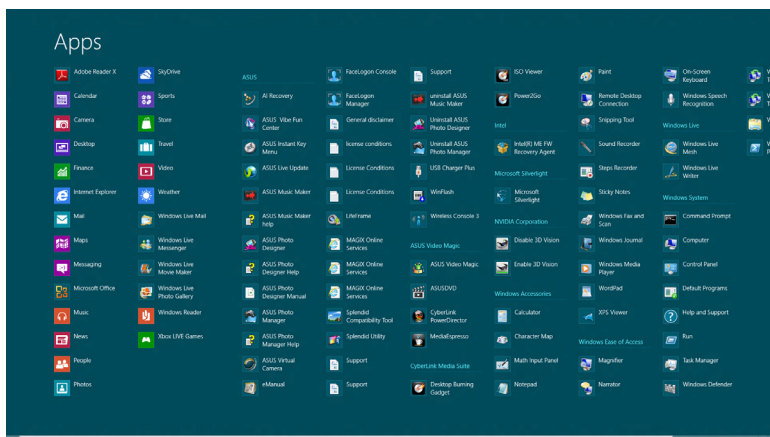 Apps
Adobe Reader X
Calendar
Camera
Desktop
Finance
Internet Explorer
Mail
Maps
Messaging
Microsoft Office
Music
News
People
Photos
SkyDrive
Sports
Store
Travel
Video
Weather
Windows Live Mail
Windows Live
Messenger
Windows Live
Movie Maker
Windows Live
Photo Gallery
Windows Reader
Xbox LIVE Games
ASUS
AI Recovery
ASUS Vibe Fun
Center
ASUS Instant Key
Menu
ASUS Live Update
ASUS Music Maker
ASUS Music Maker
help
ASUS Photo
Designer
ASUS Photo
Designer Help
ASUS Photo
Designer Manual
ASUS Photo
Manager
ASUS Photo
Manager Help
ASUS Virtual
Camera
eManual
FaceLogon Console
FaceLogon
Manager
General disclaimer
license conditions
License Conditions
License Conditions
LifeFrame
MAGIX Online
Services
MAGIX Online
Services
MAGIX Online
Services
Splendid
Compatibility Tool
Splendid Utility
Support
Support
Support
uninstall ASUS
Music Maker
Uninstall ASUS
Photo Designer
Uninstall ASUS
Photo Manager
USB Charger Plus
WinFlash
Wireless Console 3
ASUS Video Magic
ASUS Video Magic
ASUSDVD
CyberLink
PowerDirector
MediaEspresso
CyberLink Media Suite
Desktop Burning
Gadget
ISO Viewer
Power2Go
Intel
Intel(R) ME FW
Recovery Agent
Microsoft Silverlight
Microsoft
Silverlight
NVIDIA Corporation
Disable 3D Vision
Enable 3D Vision
Windows Accessories
Calculator
Character Map
Math Input Panel
Notepad
Paint
Remote Desktop
Connection
Snipping Tool
Sound Recorder
Steps Recorder
Sticky Notes
Windows Fax and
Scan
Windows Journal
Windows Media
Player
WordPad
XPS Viewer
Windows Ease of Access
Magnifier
Narrator
On-Screen
Keyboard
Windows Speech
Recognition
Windows Live
Windows Live
Mesh
Windows Live
Writer
Windows System
Command Prompt
Computer
Control Panel
Default Programs
Help and Support
Run
Task Manager
Windows Defender